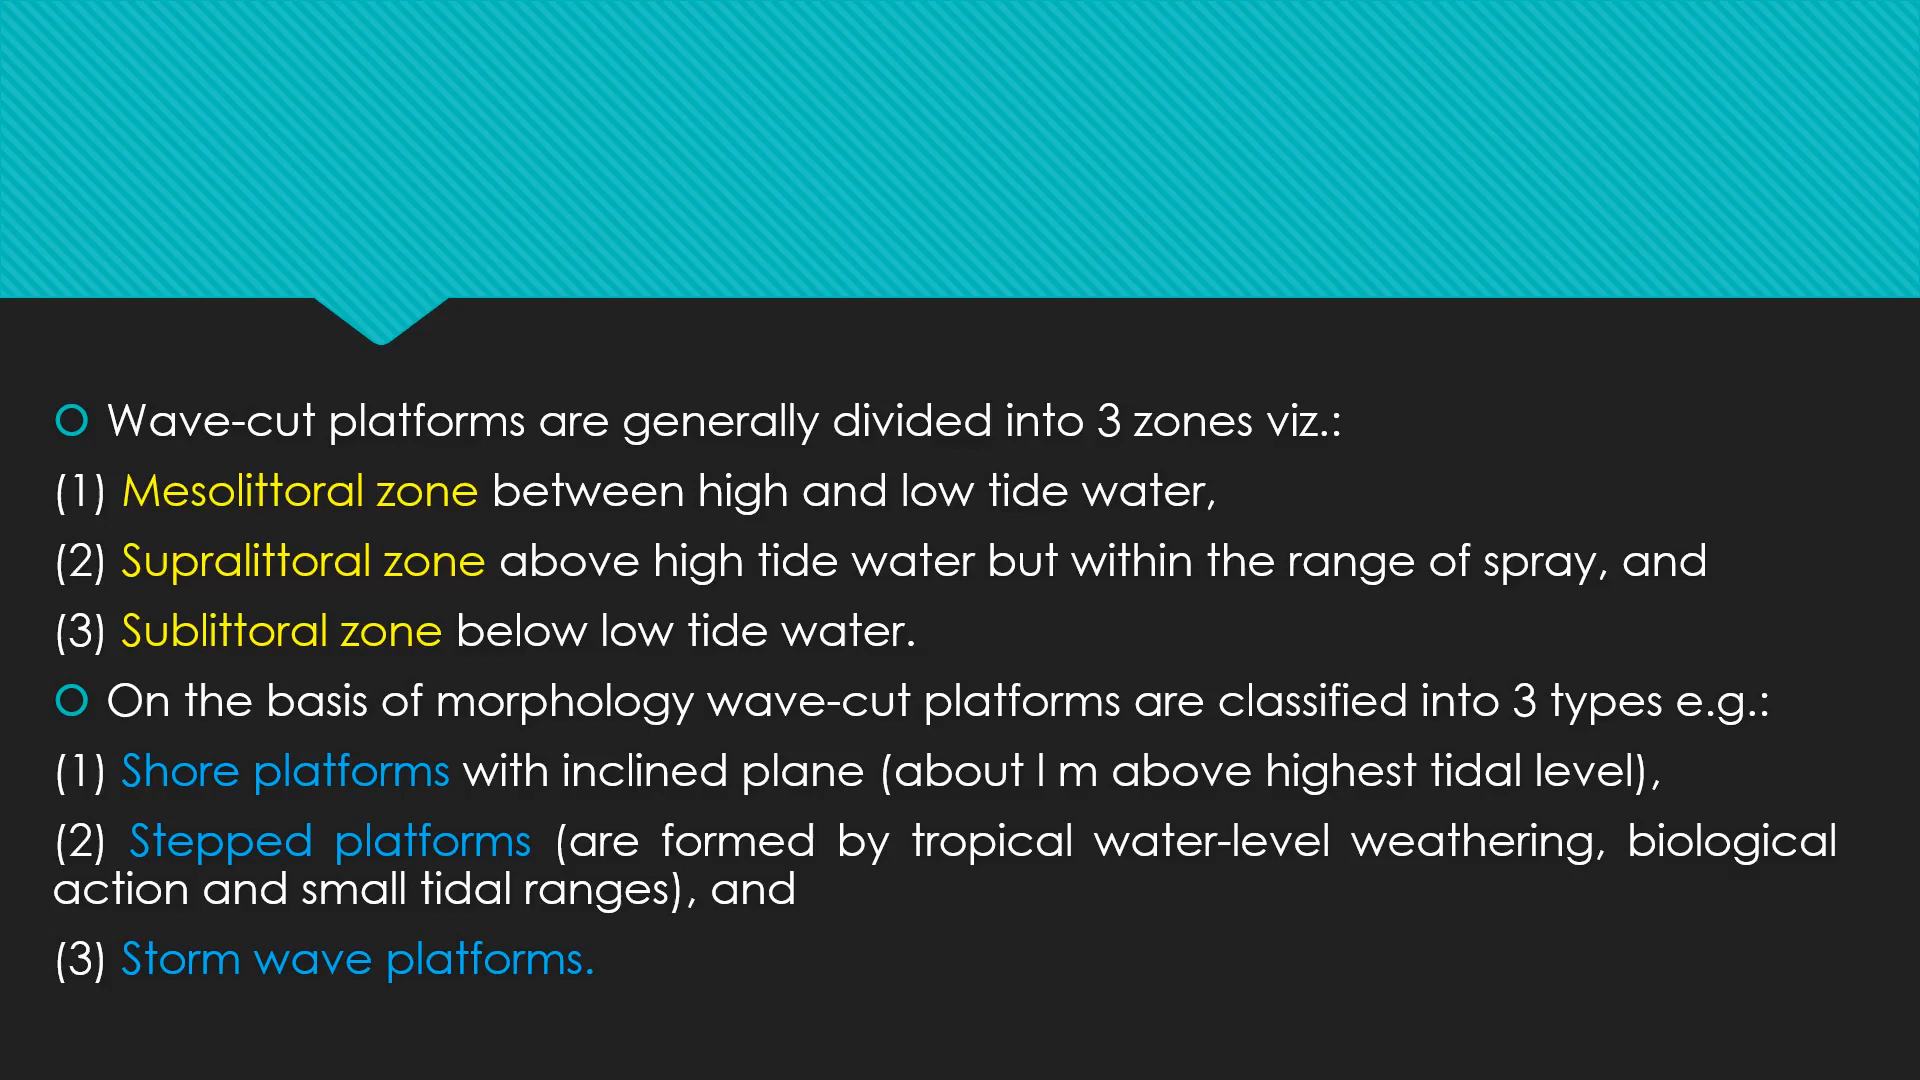 Wave-cut platforms are generally divided into 3 zones viz.:
(1) Mesolittoral zone between high and low tide water,
(2) Supralittoral zone above high tide water but within the range of spray, and
(3) Sublittoral zone below low tide water.
On the basis of morphology wave-cut platforms are classified into 3 types e.g.:
(1) Shore platforms with inclined plane (about l m above highest tidal level),
(2) Stepped platforms (are formed by tropical water-level weathering, biological
action and small tidal ranges), and
(3) Storm wave platforms.